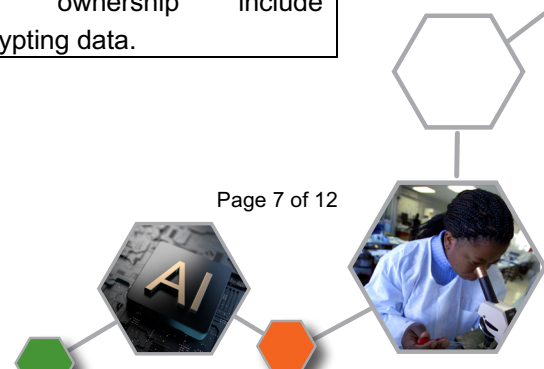 ownership include
ypting data.
Page 7 of 12
AI